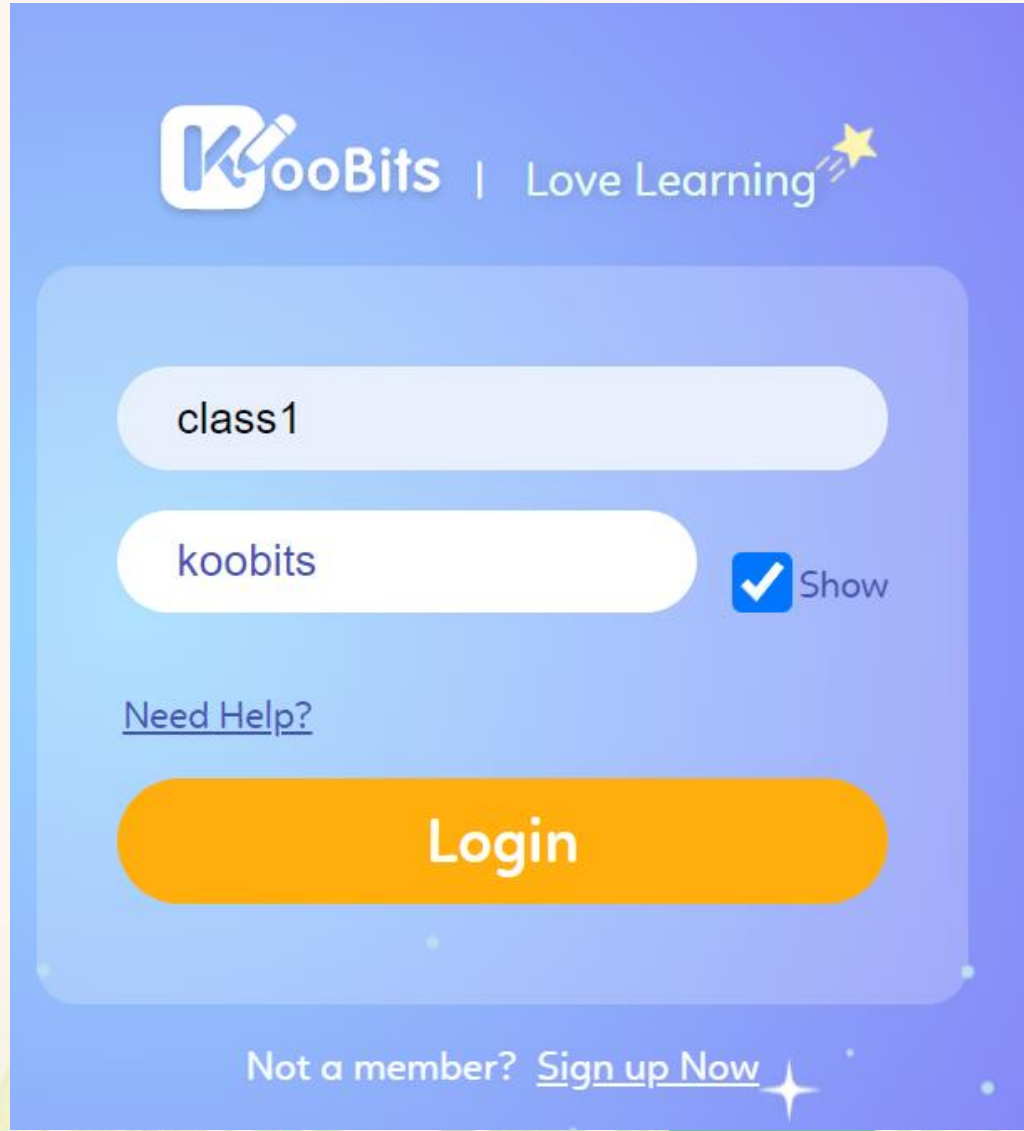 KooBits | Love Learning
class1
koobits
Show
Need Help?
Login
Not a member? Sign up Now